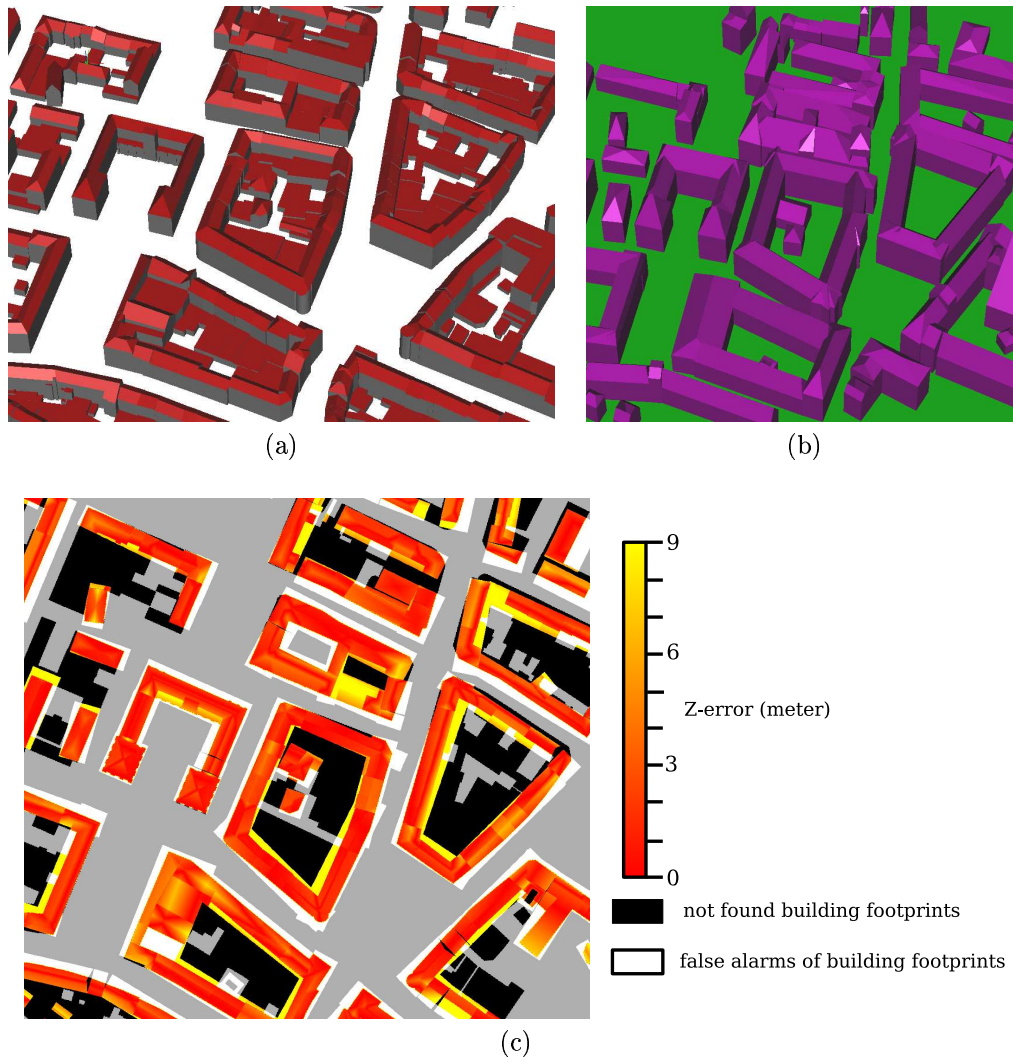 (a)
(b)
9
6
Z-error (meter)
3
0
not found building footprints
false alarms of building footprints
(c)